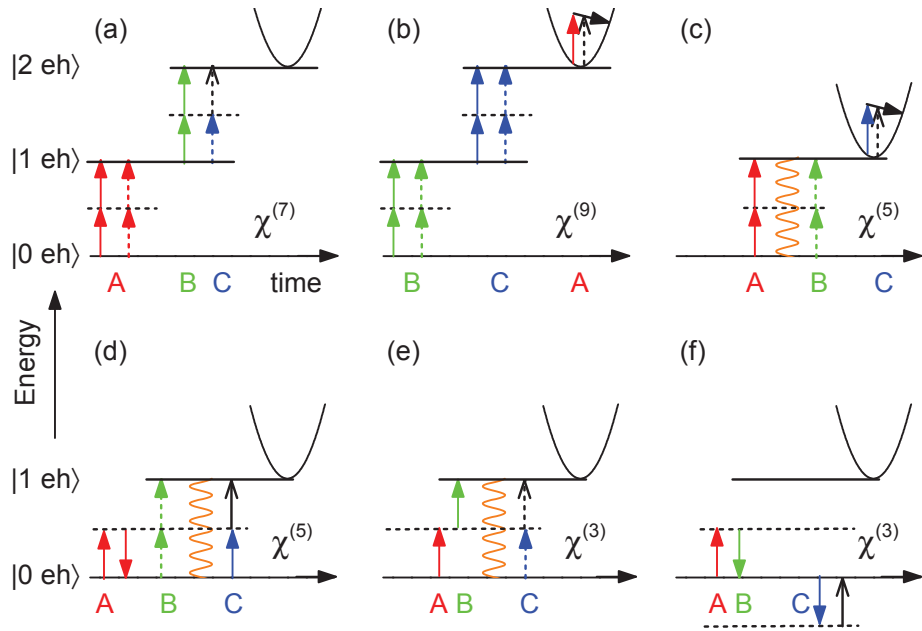 (a)
(b)
(c)
|2 eh⟩
|1 eh⟩
χ(7)
χ(9)
χ(5)
|0 eh⟩
A B C time
B C A
A B C
Energy
(d)
(e)
(f)
|1 eh⟩
χ(5)
χ(3)
χ(3)
|0 eh⟩
A B C
A B C
A B C